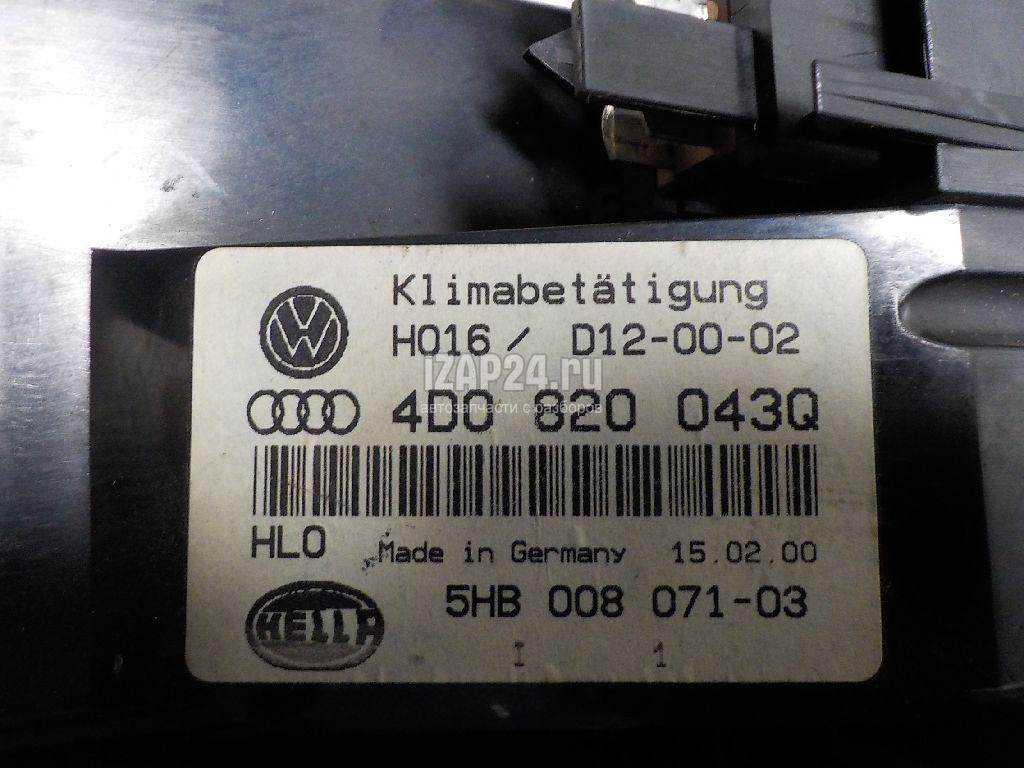 Klimabetätigung
H016 / D12-00-02
IZAP24.ru
4D0 820 043Q
автозапчасти с разборов
HLO Made in Germany 15.02.00
HELLA 5HB 008 071-03
I 1